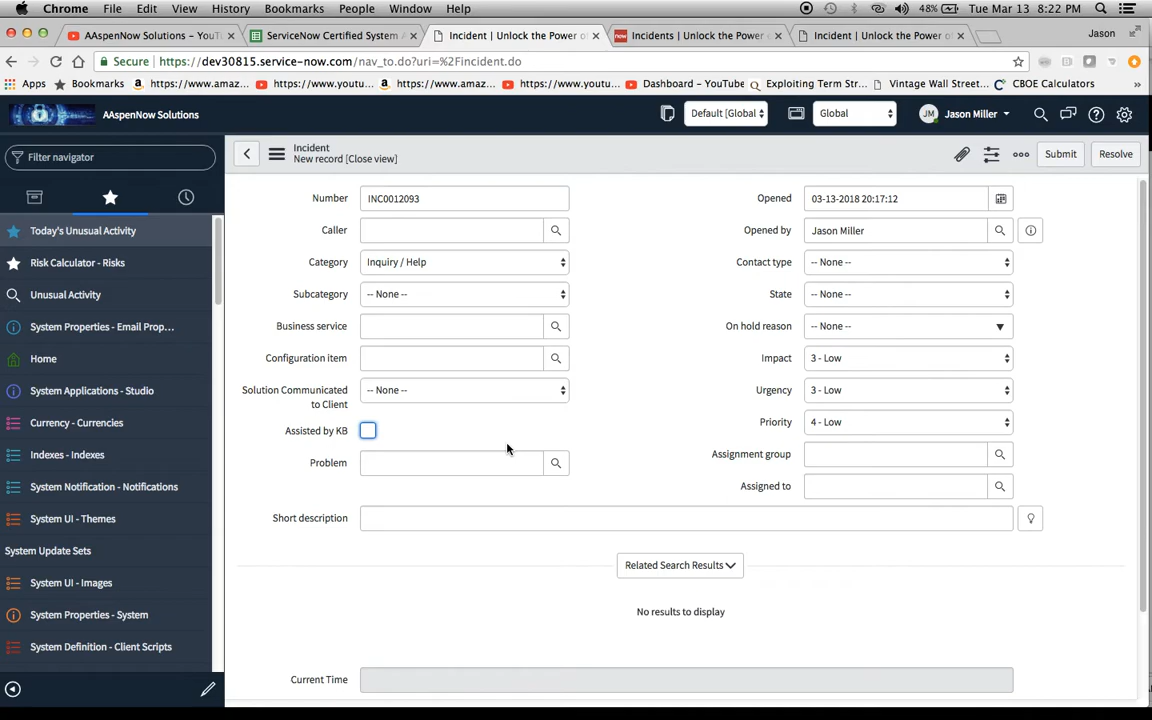 Chrome File Edit View History Bookmarks People Window Help 48% Tue Mar 13 8:22 PM
AAspenNow Solutions - YouT
ServiceNow Certified System A
Incident | Unlock the Power of
Incidents | Unlock the Power
Incident | Unlock the Power of
Jason
Secure https://dev30815.service-now.com/nav_to.do?uri=%2Fincident.do
Apps Bookmarks https://www.amaz... https://www.youtu... https://www.amaz... https://www.youtu... Dashboard - YouTube Exploiting Term Str... Vintage Wall Street... CBOE Calculators »
AAspenNow Solutions
Default [Global
Global
JM Jason Miller
Filter navigator
Incident
New record [Close view]
Submit
Resolve
Today's Unusual Activity
Risk Calculator - Risks
Unusual Activity
System Properties - Email Prop...
Home
System Applications - Studio
Currency - Currencies
Indexes - Indexes
System Notification - Notifications
System UI - Themes
System Update Sets
System UI - Images
System Properties - System
System Definition - Client Scripts
Number INC0012093
Caller
Category Inquiry / Help
Subcategory -- None --
Business service
Configuration item
Solution Communicated
to Client
-- None --
Assisted by KB
Problem
Opened 03-13-2018 20:17:12
Opened by Jason Miller
Contact type -- None --
State -- None --
On hold reason -- None --
Impact 3 - Low
Urgency 3 - Low
Priority 4 - Low
Assignment group
Assigned to
Short description
Related Search Results
No results to display
Current Time